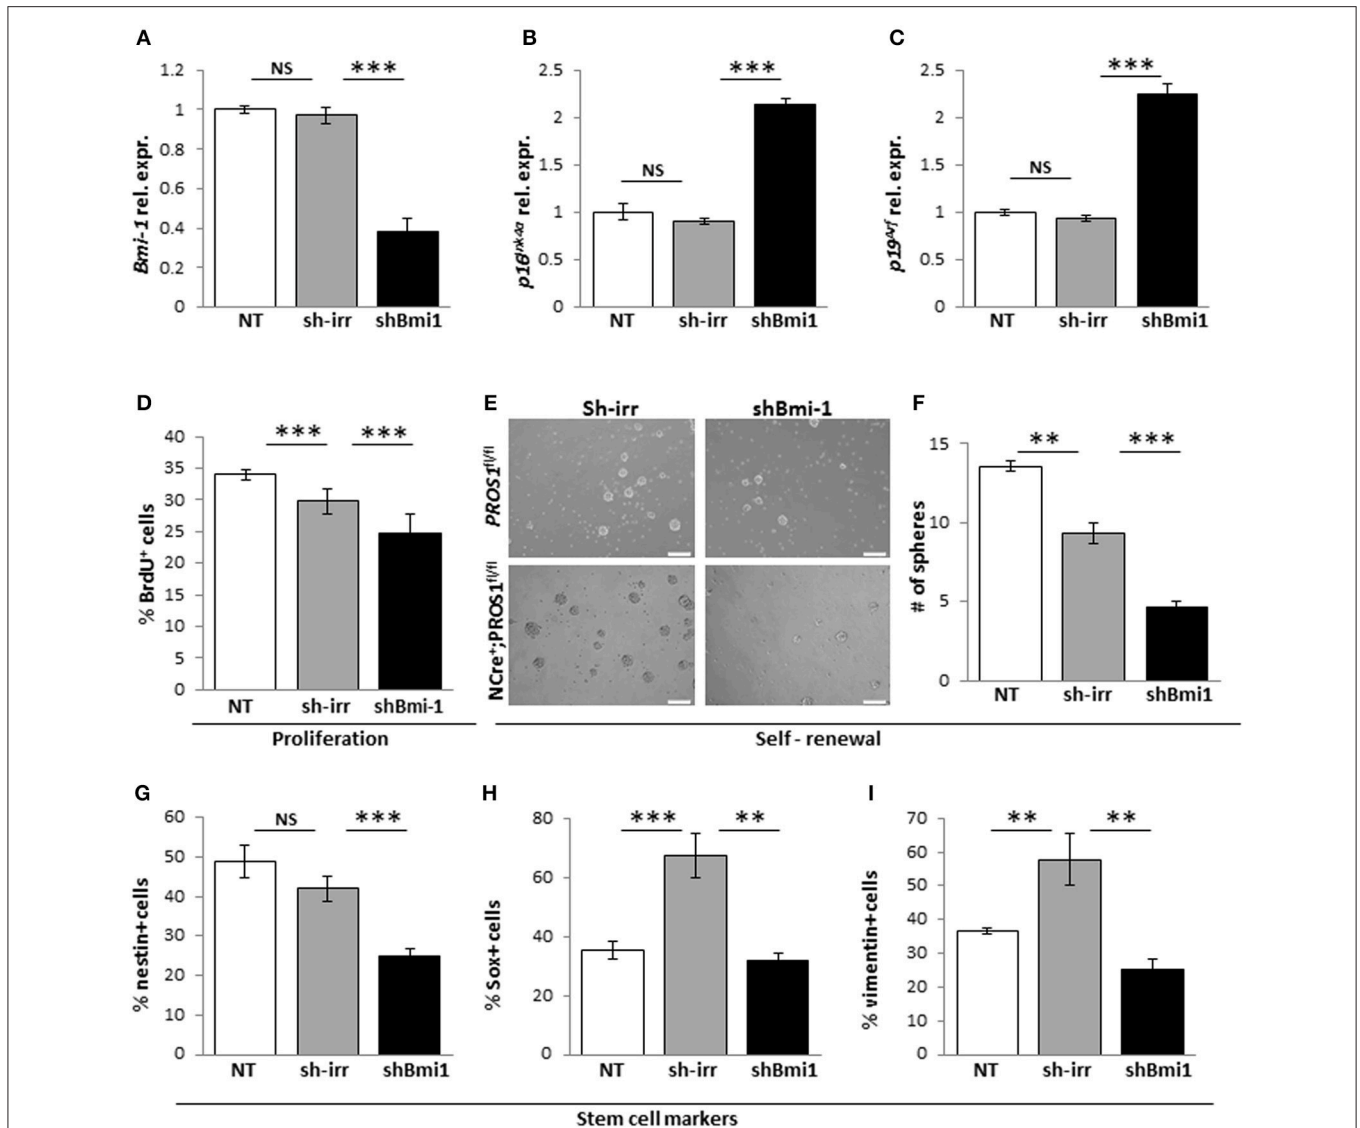 A
B
C
NS
***
1.2
1
0.8
0.6
0.4
0.2
0
Bmi-1 rel. expr.
NT sh-irr shBmi1
NS
***
2.5
2
1.5
1
0.5
0
p16Ink4a rel. expr.
NT sh-irr shBmi1
NS
***
2.5
2
1.5
1
0.5
0
p19Arf rel. expr.
NT sh-irr shBmi1
D
*** ***
40
35
30
25
20
15
10
5
0
% BrdU+ cells
NT sh-irr shBmi-1
Proliferation
E
Sh-irr shBmi-1
PROS1fl/fl
NCre+;PROS1fl/fl
F
** ***
15
10
5
0
# of spheres
NT sh-irr shBmi1
Self - renewal
G
NS ***
60
50
40
30
20
10
0
% nestin+cells
NT sh-irr shBmi1
H
*** **
80
60
40
20
0
% Sox+ cells
NT sh-irr shBmi1
I
** **
70
60
50
40
30
20
10
0
% vimentin+cells
NT sh-irr shBmi1
Stem cell markers